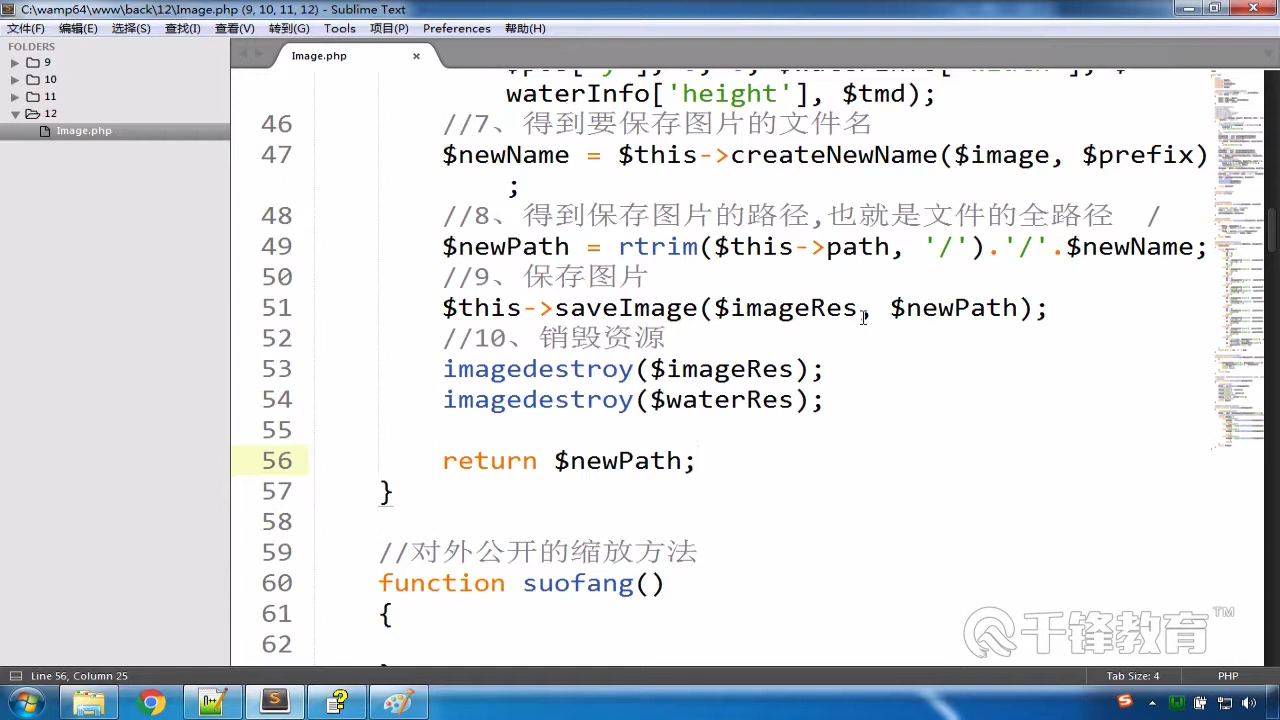 C:\wamp64\www\back\12\Image.php (9, 10, 11, 12) - Sublime Text
文件(F) 编辑(E) 选择(S) 查找(I) 查看(V) 转到(G) Tools 项目(P) Preferences 帮助(H)
FOLDERS
9
10
11
12
Image.php
Image.php
waterInfo['height'], $tmd);
46 //7、得到要保存图片的文件名
47 $newName = $this->createNewName($image, $prefix)
;
48 //8、得到保存图片的路径,也就是文件的全路径 /
49 $newPath = rtrim($this->path, '/').'/'.$newName;
50 //9、保存图片
51 $this->saveImage($imageRes, $newPath);
52 //10、销毁资源
53 imagedestroy($imageRes);
54 imagedestroy($waterRes);
55
56 return $newPath;
57 }
58
59 //对外公开的缩放方法
60 function suofang()
61 {
62
千锋教育™
Line 56, Column 25
Tab Size: 4
PHP